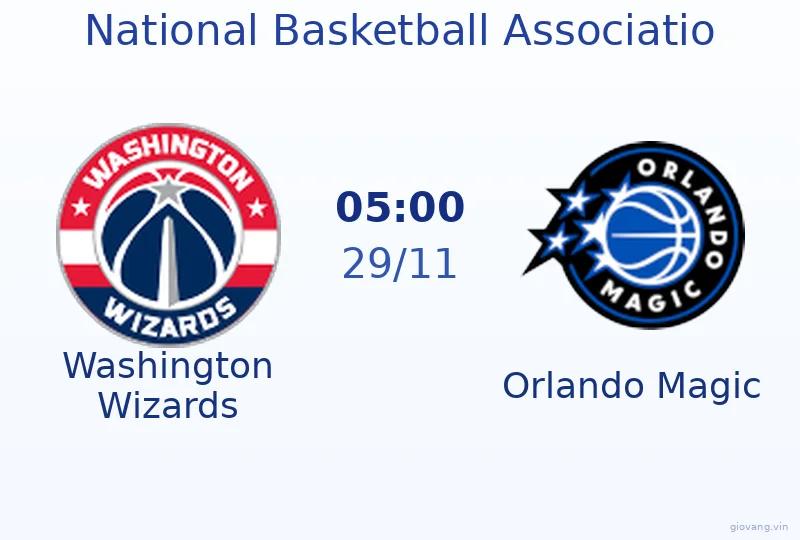 National Basketball Associatio
WASHINGTON
WIZARDS
ORLANDO
MAGIC
05:00
29/11
Washington
Wizards
Orlando Magic
giovang.vin